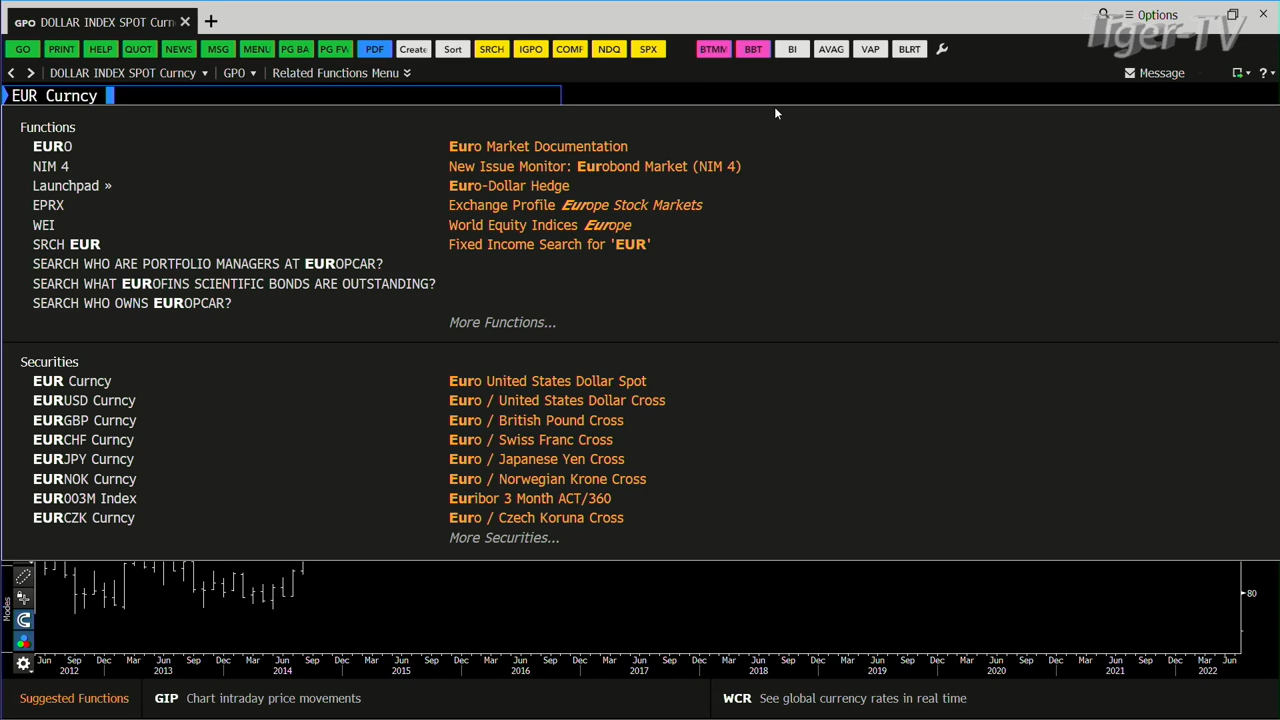 GPO DOLLAR INDEX SPOT Curn
Options
Tiger-TV
GO PRINT HELP QUOT NEWS MSG MENU PG BA PG FW PDF Create Sort SRCH IGPO COMF NDQ SPX BTMM BBT BI AVAG VAP BLRT
DOLLAR INDEX SPOT Curncy GPO Related Functions Menu Message ?
EUR Curncy
Functions
EURO Euro Market Documentation
NIM 4 New Issue Monitor: Eurobond Market (NIM 4)
Launchpad » Euro-Dollar Hedge
EPRX Exchange Profile Europe Stock Markets
WEI World Equity Indices Europe
SRCH EUR Fixed Income Search for 'EUR'
SEARCH WHO ARE PORTFOLIO MANAGERS AT EUROPCAR?
SEARCH WHAT EUROFINS SCIENTIFIC BONDS ARE OUTSTANDING?
SEARCH WHO OWNS EUROPCAR?
More Functions...
Securities
EUR Curncy Euro United States Dollar Spot
EURUSD Curncy Euro / United States Dollar Cross
EURGBP Curncy Euro / British Pound Cross
EURCHF Curncy Euro / Swiss Franc Cross
EURJPY Curncy Euro / Japanese Yen Cross
EURNOK Curncy Euro / Norwegian Krone Cross
EUR003M Index Euribor 3 Month ACT/360
EURCZK Curncy Euro / Czech Koruna Cross
More Securities...
Modes
80
Jun Sep Dec Mar Jun Sep Dec Mar Jun Sep Dec Mar Jun Sep Dec Mar Jun Sep Dec Mar Jun Sep Dec Mar Jun Sep Dec Mar Jun Sep Dec Mar Jun Sep Dec Mar Jun Sep Dec Mar Jun
2012 2013 2014 2015 2016 2017 2018 2019 2020 2021 2022
Suggested Functions GIP Chart intraday price movements WCR See global currency rates in real time